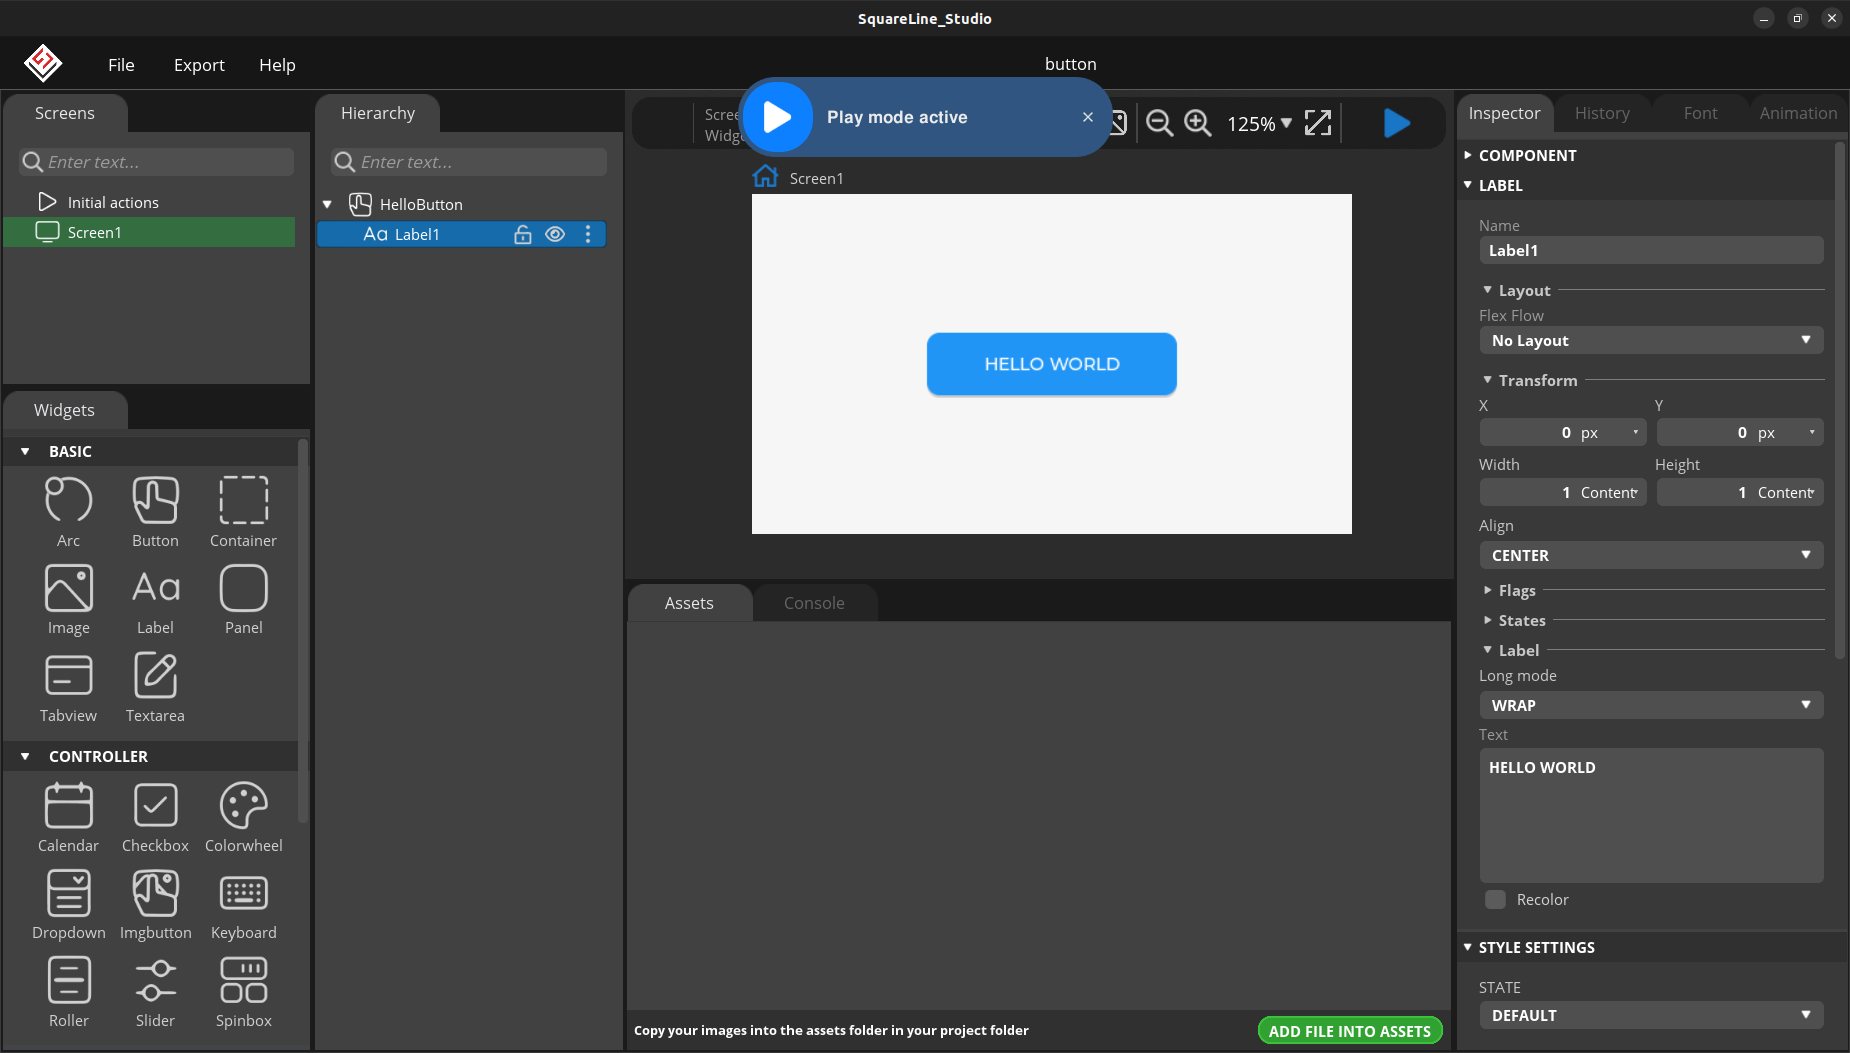 SquareLine_Studio
File
Export
Help
button
Screens
Enter text...
Initial actions
Screen1
Hierarchy
Enter text...
HelloButton
Aa Label1
Play mode active
125%
Screen1
HELLO WORLD
Widgets
BASIC
Arc
Button
Container
Image
Aa
Label
Panel
Tabview
Textarea
CONTROLLER
Calendar
Checkbox
Colorwheel
Dropdown
Imgbutton
Keyboard
Roller
Slider
Spinbox
Assets
Console
Copy your images into the assets folder in your project folder
ADD FILE INTO ASSETS
Inspector
History
Font
Animation
COMPONENT
LABEL
Name
Label1
Layout
Flex Flow
No Layout
Transform
X Y
0 px 0 px
Width Height
1 Content 1 Content
Align
CENTER
Flags
States
Label
Long mode
WRAP
Text
HELLO WORLD
Recolor
STYLE SETTINGS
STATE
DEFAULT